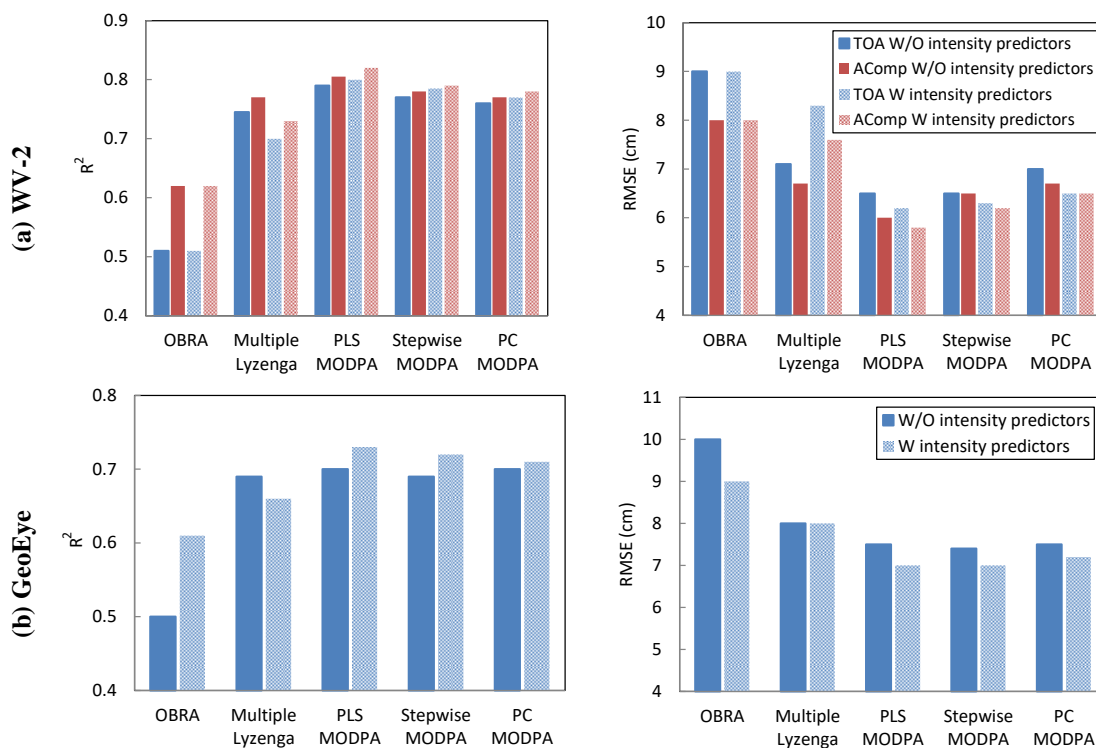 (a) WV-2
0.9
0.8
0.7
0.6
0.5
0.4
R²
OBRA
Multiple
Lyzenga
PLS
MODPA
Stepwise
MODPA
PC
MODPA
10
9
8
7
6
5
4
RMSE (cm)
TOA W/O intensity predictors
AComp W/O intensity predictors
TOA W intensity predictors
AComp W intensity predictors
OBRA
Multiple
Lyzenga
PLS
MODPA
Stepwise
MODPA
PC
MODPA
(b) GeoEye
0.8
0.7
0.6
0.5
0.4
R²
OBRA
Multiple
Lyzenga
PLS
MODPA
Stepwise
MODPA
PC
MODPA
11
10
9
8
7
6
5
4
RMSE (cm)
W/O intensity predictors
W intensity predictors
OBRA
Multiple
Lyzenga
PLS
MODPA
Stepwise
MODPA
PC
MODPA